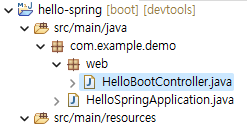 hello-spring [boot] [devtools]
src/main/java
com.example.demo
web
HelloBootController.java
HelloSpringApplication.java
src/main/resources